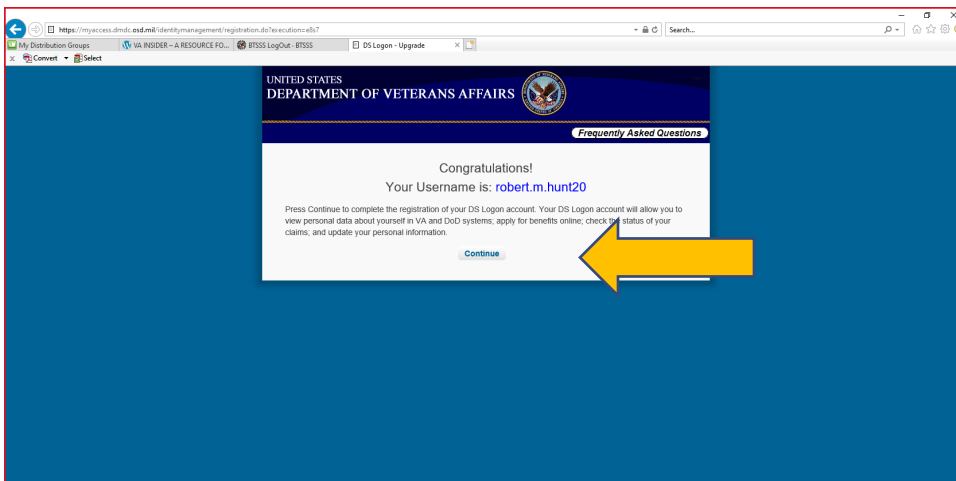 https://myaccess.dmdc.osd.mil/identitymanagement/registration.do?execution=e8s7
Search...
My Distribution Groups
VA INSIDER – A RESOURCE FO...
BTSSS LogOut - BTSSS
DS Logon - Upgrade
x Convert Select
UNITED STATES
DEPARTMENT OF VETERANS AFFAIRS
Frequently Asked Questions
Congratulations!
Your Username is: robert.m.hunt20
Press Continue to complete the registration of your DS Logon account. Your DS Logon account will allow you to
view personal data about yourself in VA and DoD systems; apply for benefits online; check the status of your
claims; and update your personal information.
Continue